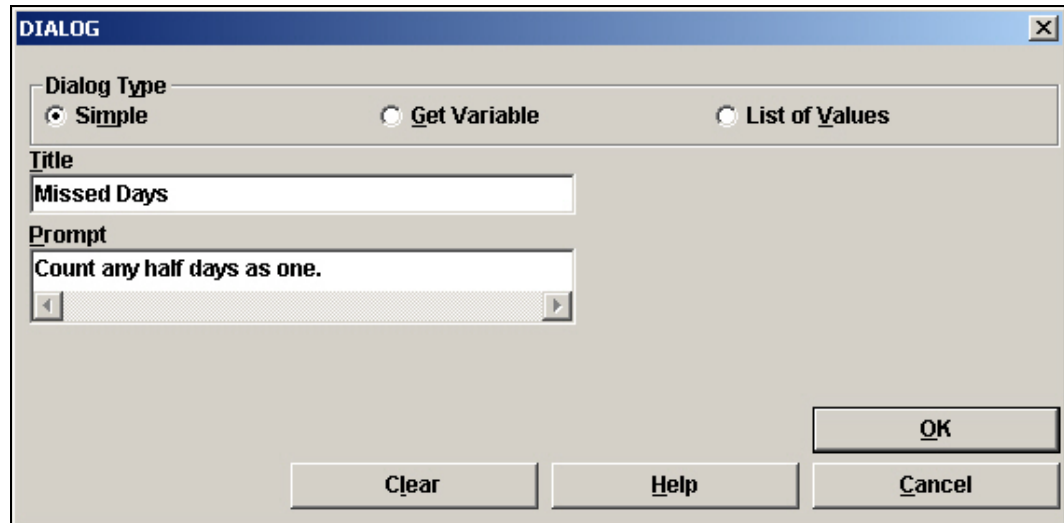 DIALOG
Dialog Type
Simple Get Variable List of Values
Title
Missed Days
Prompt
Count any half days as one.
OK
Clear Help Cancel